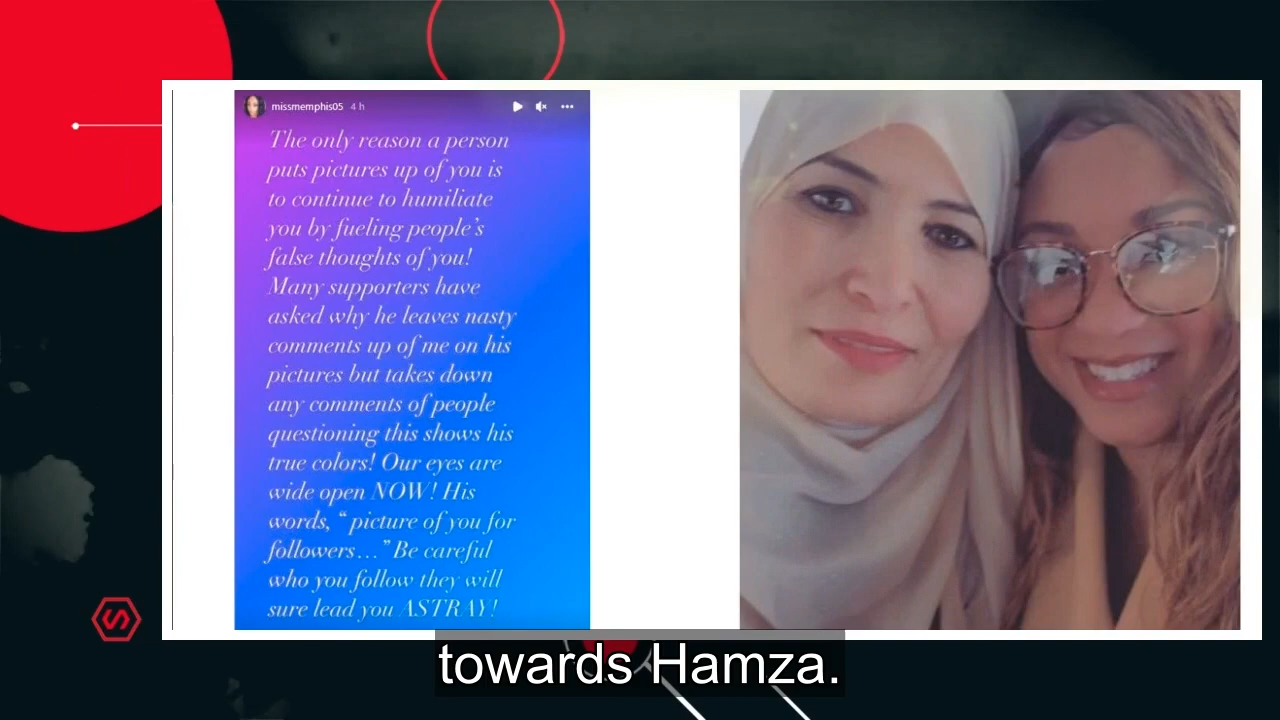 missmemphis05 4 h
The only reason a person
puts pictures up of you is
to continue to humiliate
you by fueling people's
false thoughts of you!
Many supporters have
asked why he leaves nasty
comments up of me on his
pictures but takes down
any comments of people
questioning this shows his
true colors! Our eyes are
wide open NOW! His
words, “ picture of you for
followers...” Be careful
who you follow they will
sure lead you ASTRAY!
towards Hamza.